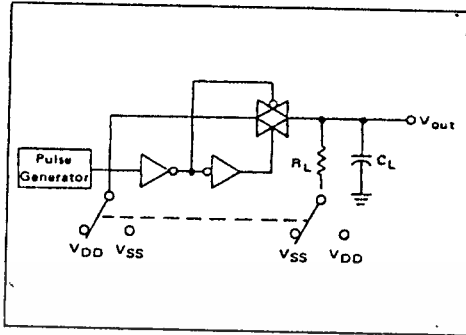 Vout
RL
CL
Pulse
Generator
VDD
VSS
VSS
VDD